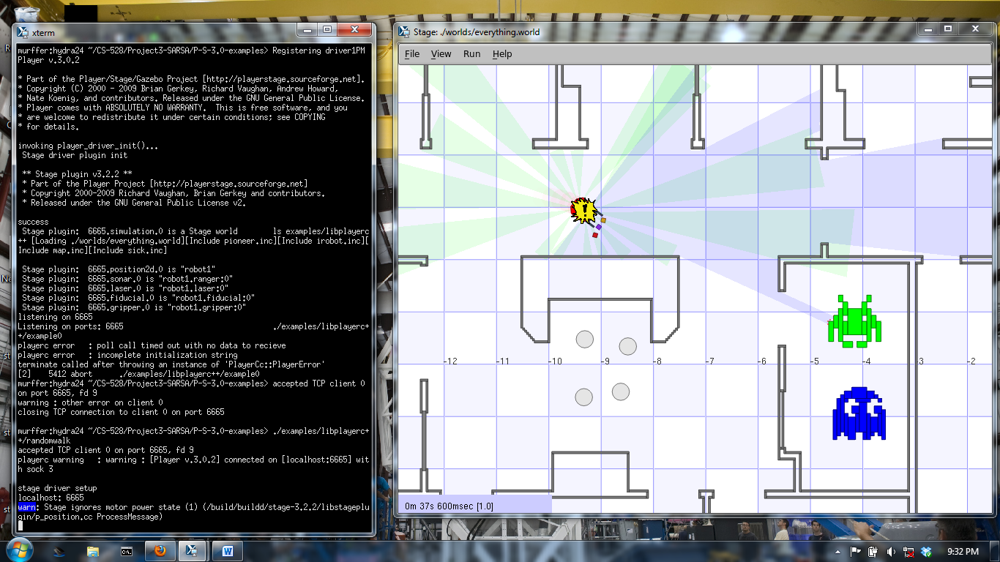 xterm
murffer:hydra24 ~/CS-528/Project3-SARSA/P-S-3.0-examples> Registering driver1PM
Player v.3.0.2
* Part of the Player/Stage/Gazebo Project [http://playerstage.sourceforge.net].
* Copyright (C) 2000 - 2009 Brian Gerkey, Richard Vaughan, Andrew Howard,
* Nate Koenig, and contributors. Released under the GNU General Public License.
* Player comes with ABSOLUTELY NO WARRANTY.  This is free software, and you
* are welcome to redistribute it under certain conditions; see COPYING
* for details.
invoking player_driver_init()...
Stage driver plugin init
** Stage plugin v3.2.2 **
* Part of the Player Project [http://playerstage.sourceforge.net]
* Copyright 2000-2009 Richard Vaughan, Brian Gerkey and contributors.
* Released under the GNU General Public License v2.
success
Stage plugin:  6665.simulation.0 is a Stage world        ls examples/libplayerc
++ [Loading ./worlds/everything.world][Include pioneer.inc][Include irobot.inc][
Include map.inc][Include sick.inc]
Stage plugin:  6665.position2d.0 is "robot1"
Stage plugin:  6665.sonar.0 is "robot1.ranger:0"
Stage plugin:  6665.laser.0 is "robot1.laser:0"
Stage plugin:  6665.fiducial.0 is "robot1.fiducial:0"
Stage plugin:  6665.gripper.0 is "robot1.gripper:0"
listening on 6665
Listening on ports: 6665                                ./examples/libplayerc+
+/example0
playerc error   : poll call timed out with no data to recieve
playerc error   : incomplete initialization string
terminate called after throwing an instance of 'PlayerCc::PlayerError'
[2]    5412 abort      ./examples/libplayerc++/example0
murffer:hydra24 ~/CS-528/Project3-SARSA/P-S-3.0-examples> accepted TCP client 0
on port 6665, fd 9
warning : other error on client 0
closing TCP connection to client 0 on port 6665
murffer:hydra24 ~/CS-528/Project3-SARSA/P-S-3.0-examples> ./examples/libplayerc+
+/randomwalk
accepted TCP client 0 on port 6665, fd 9
playerc warning   : warning : [Player v.3.0.2] connected on [localhost:6665] wit
h sock 3
stage driver setup
localhost: 6665
warn: Stage ignores motor power state (1) (/build/buildd/stage-3.2.2/libstageplu
gin/p_position.cc ProcessMessage)
Stage: ./worlds/everything.world
File View Run Help
!
-12 -11 -10 -9 -8 -7 -6 -5 -4 3 -2
0m 37s 600msec [1.0]
C:\
W
9:32 PM